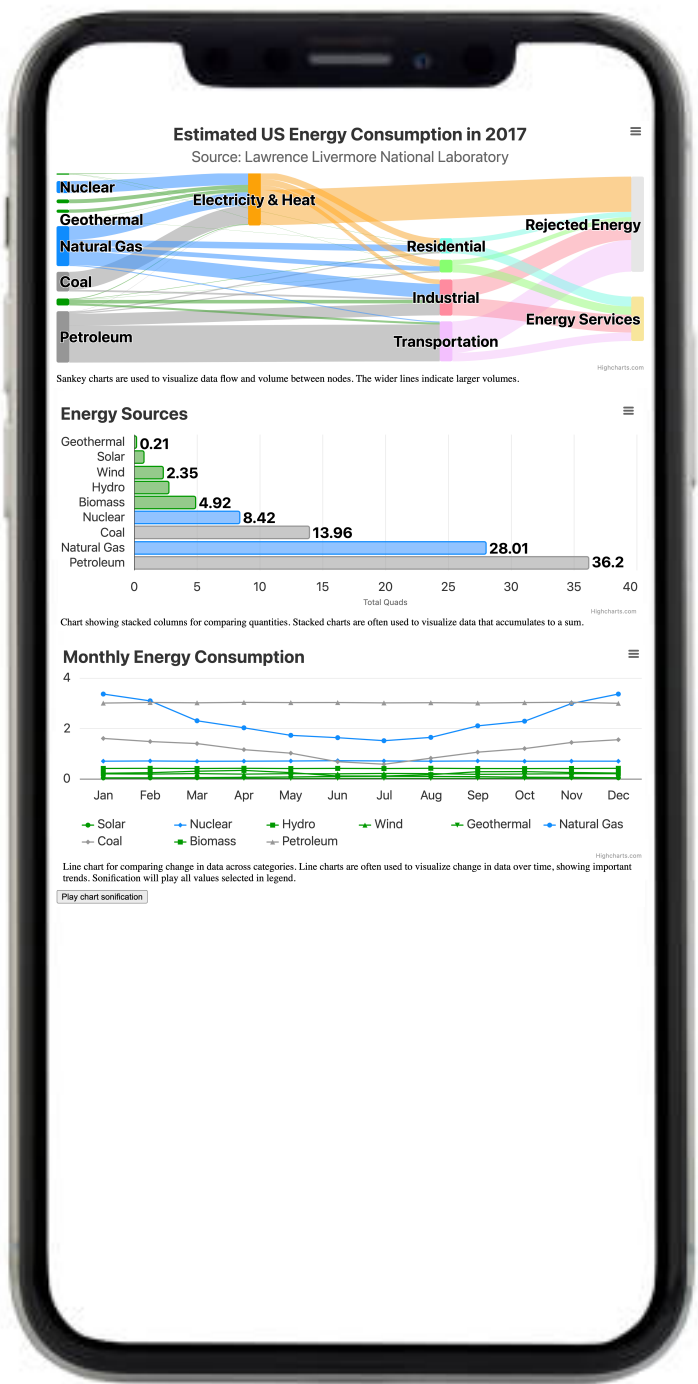 Estimated US Energy Consumption in 2017
Source: Lawrence Livermore National Laboratory
Nuclear
Electricity & Heat
Geothermal
Rejected Energy
Natural Gas
Residential
Coal
Industrial
Energy Services
Petroleum
Transportation
Highcharts.com
Sankey charts are used to visualize data flow and volume between nodes. The wider lines indicate larger volumes.
Energy Sources
Geothermal 0.21
Solar
Wind 2.35
Hydro
Biomass 4.92
Nuclear 8.42
Coal 13.96
Natural Gas 28.01
Petroleum 36.2
0 5 10 15 20 25 30 35 40
Total Quads
Highcharts.com
Chart showing stacked columns for comparing quantities. Stacked charts are often used to visualize data that accumulates to a sum.
Monthly Energy Consumption
4
2
0
Jan Feb Mar Apr May Jun Jul Aug Sep Oct Nov Dec
Solar Nuclear Hydro Wind Geothermal Natural Gas
Coal Biomass Petroleum
Highcharts.com
Line chart for comparing change in data across categories. Line charts are often used to visualize change in data over time, showing important
trends. Sonification will play all values selected in legend.
Play chart sonification